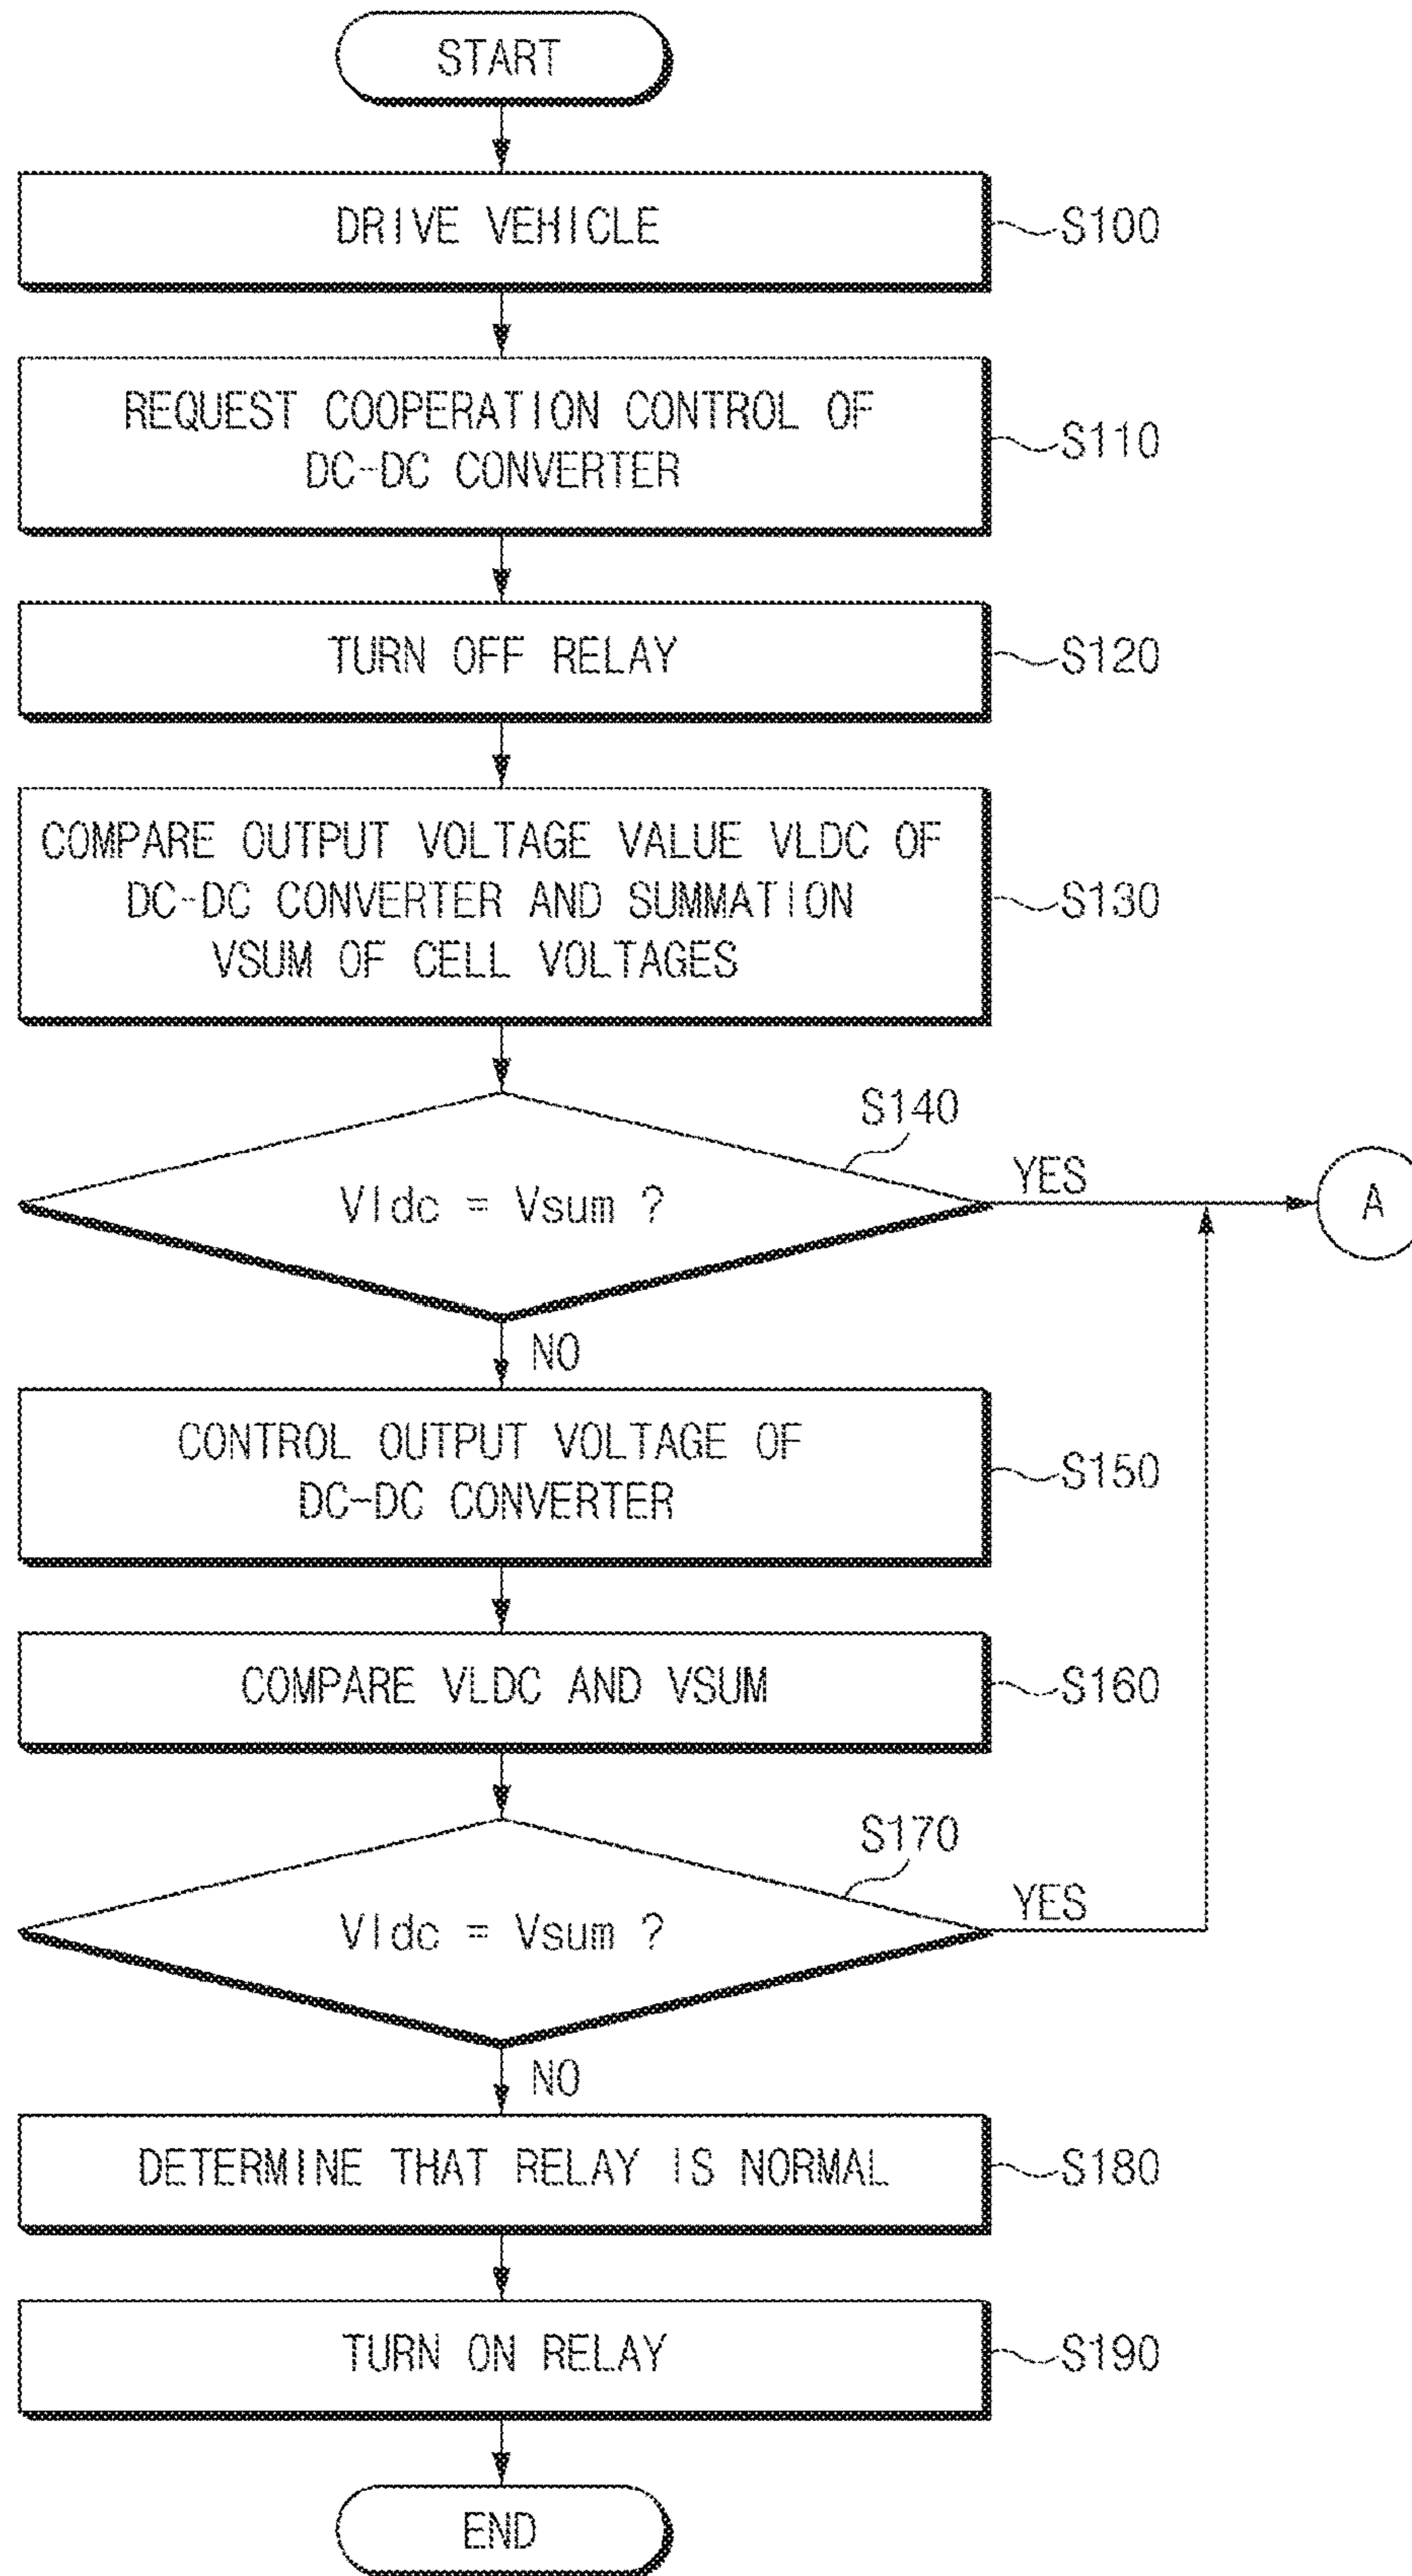 START
DRIVE VEHICLE
S100
REQUEST COOPERATION CONTROL OF
DC-DC CONVERTER
S110
TURN OFF RELAY
S120
COMPARE OUTPUT VOLTAGE VALUE VLDC OF
DC-DC CONVERTER AND SUMMATION
VSUM OF CELL VOLTAGES
S130
S140
Vldc = Vsum ?
YES
A
NO
CONTROL OUTPUT VOLTAGE OF
DC-DC CONVERTER
S150
COMPARE VLDC AND VSUM
S160
S170
Vldc = Vsum ?
YES
NO
DETERMINE THAT RELAY IS NORMAL
S180
TURN ON RELAY
S190
END